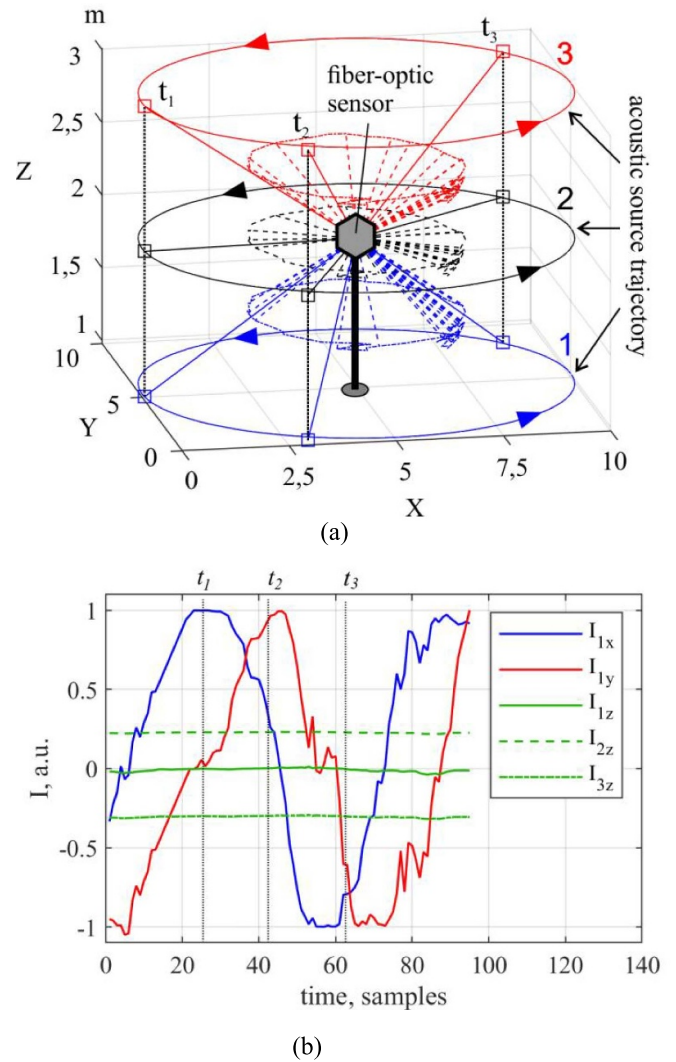 m
3
2,5
2
1,5
1
Z
10
5
0
Y
0
2,5
5
7,5
10
X
t1
t2
t3
fiber-optic
sensor
3
2
1
acoustic source trajectory
(a)
t1 t2 t3
1
0.5
0
-0.5
-1
I, a.u.
0 20 40 60 80 100 120 140
time, samples
I1x
I1y
I1z
I2z
I3z
(b)